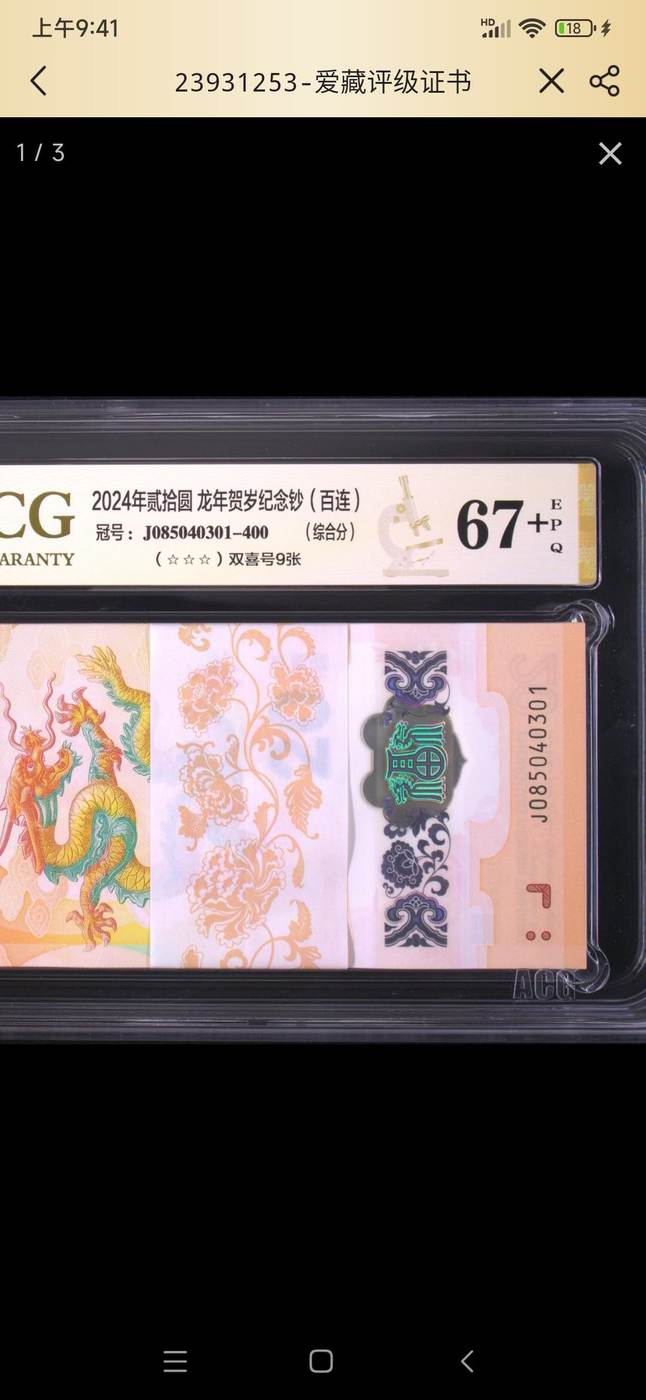 上午9:41
HD
18
23931253-爱藏评级证书
1 / 3
CG
ARANTY
2024年贰拾圆 龙年贺岁纪念钞（百连）
冠号：J085040301-400 （综合分）
（☆☆☆）双喜号9张
67+
E
P
Q
J085040301
ACG